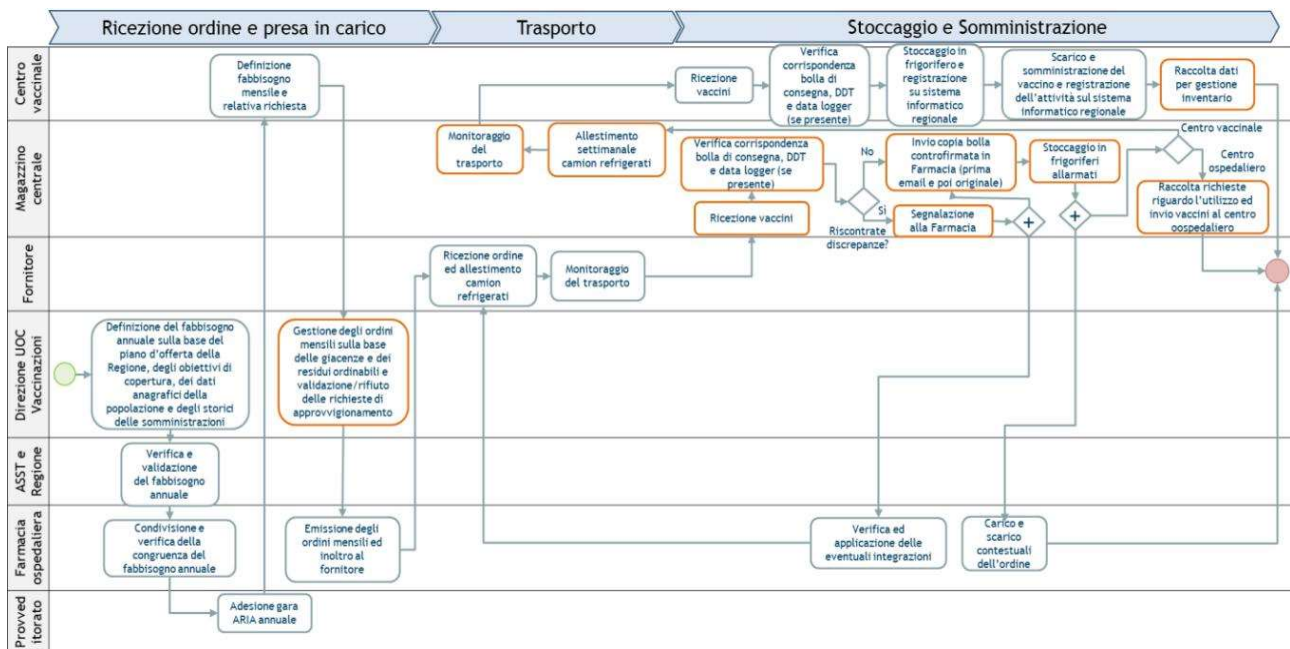 Ricezione ordine e presa in carico
Trasporto
Stoccaggio e Somministrazione
Centro
vaccinale
Definizione
fabbisogno
mensile e
relativa richiesta
Ricezione
vaccini
Verifica
corrispondenza
bolla di
consegna, DDT
e data logger
(se presente)
Stoccaggio in
frigorifero e
registrazione
su sistema
informatico
regionale
Scarico e
somministrazione del
vaccino e registrazione
dell'attività sul sistema
informatico regionale
Raccolta dati
per gestione
inventario
Magazzino
centrale
Monitoraggio
del
trasporto
Allestimento
settimanale
camion refrigerati
Verifica corrispondenza
bolla di consegna, DDT
e data logger (se
presente)
Ricezione vaccini
No
Sì
Riscontrate
discrepanze?
Invio copia bolla
controfirmata in
Farmacia (prima
email e poi originale)
Segnalazione
alla Farmacia
Stoccaggio in
frigoriferi
allarmati
Centro vaccinale
Centro
ospedaliero
Raccolta richieste
riguardo l'utilizzo ed
invio vaccini al centro
oospedaliero
Fornitore
Ricezione ordine
ed allestimento
camion
refrigerati
Monitoraggio
del trasporto
Direzione UOC
Vaccinazioni
Definizione del fabbisogno
annuale sulla base del
piano d'offerta della
Regione, degli obiettivi di
copertura, dei dati
anagrafici della
popolazione e degli storici
delle somministrazioni
Gestione degli ordini
mensili sulla base
delle giacenze e dei
residui ordinabili e
validazione/rifiuto
delle richieste di
approvvigionamento
ASST e
Regione
Verifica e
validazione
del fabbisogno
annuale
Farmacia
ospedaliera
Condivisione e
verifica della
congruenza del
fabbisogno annuale
Emissione degli
ordini mensili ed
inoltro al
fornitore
Verifica ed
applicazione delle
eventuali integrazioni
Carico e
scarico
contestuali
dell'ordine
Provved
itorato
Adesione gara
ARIA annuale